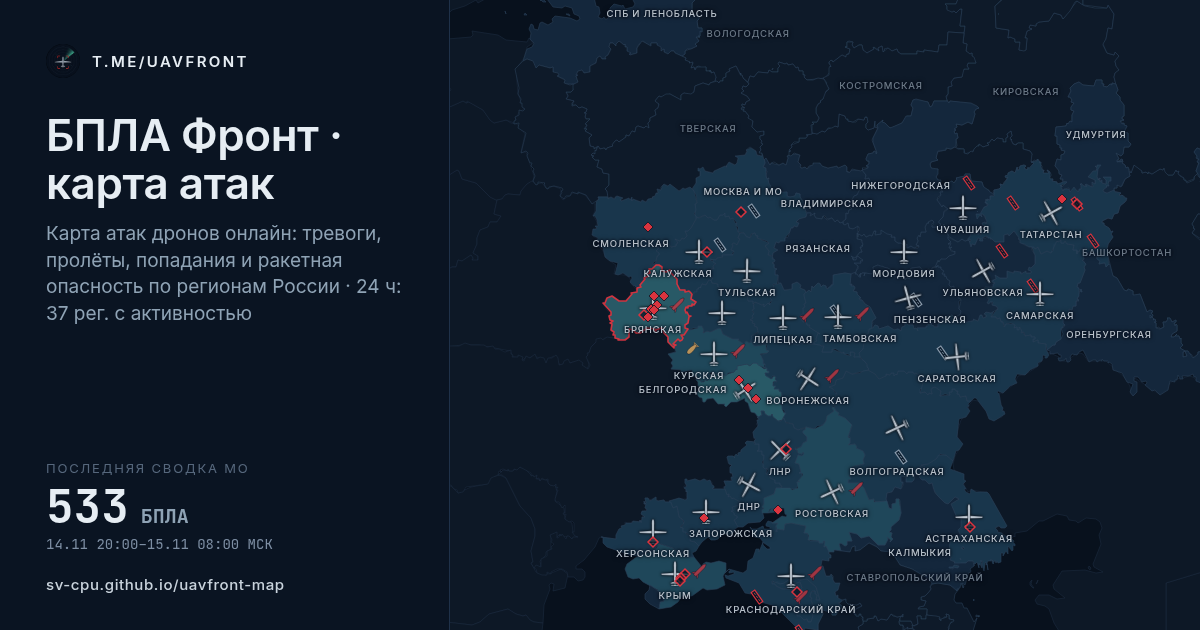 T.ME/UAVFRONT
БПЛА Фронт ·
карта атак
Карта атак дронов онлайн: тревоги,
пролёты, попадания и ракетная
опасность по регионам России · 24 ч:
37 рег. с активностью
ПОСЛЕДНЯЯ СВОДКА МО
533 БПЛА
14.11 20:00–15.11 08:00 МСК
sv-cpu.github.io/uavfront-map
СПБ И ЛЕНОБЛАСТЬ
ВОЛОГОДСКАЯ
КОСТРОМСКАЯ
КИРОВСКАЯ
ТВЕРСКАЯ
УДМУРТИЯ
МОСКВА И МО
НИЖЕГОРОДСКАЯ
ВЛАДИМИРСКАЯ
ЧУВАШИЯ
ТАТАРСТАН
СМОЛЕНСКАЯ
РЯЗАНСКАЯ
БАШКОРТОСТАН
КАЛУЖСКАЯ
МОРДОВИЯ
ТУЛЬСКАЯ
УЛЬЯНОВСКАЯ
САМАРСКАЯ
ПЕНЗЕНСКАЯ
БРЯНСКАЯ
ЛИПЕЦКАЯ
ТАМБОВСКАЯ
ОРЕНБУРГСКАЯ
КУРСКАЯ
САРАТОВСКАЯ
БЕЛГОРОДСКАЯ
ВОРОНЕЖСКАЯ
ЛНР
ВОЛГОГРАДСКАЯ
ДНР
РОСТОВСКАЯ
ЗАПОРОЖСКАЯ
АСТРАХАНСКАЯ
ХЕРСОНСКАЯ
КАЛМЫКИЯ
СТАВРОПОЛЬСКИЙ КРАЙ
КРЫМ
КРАСНОДАРСКИЙ КРАЙ